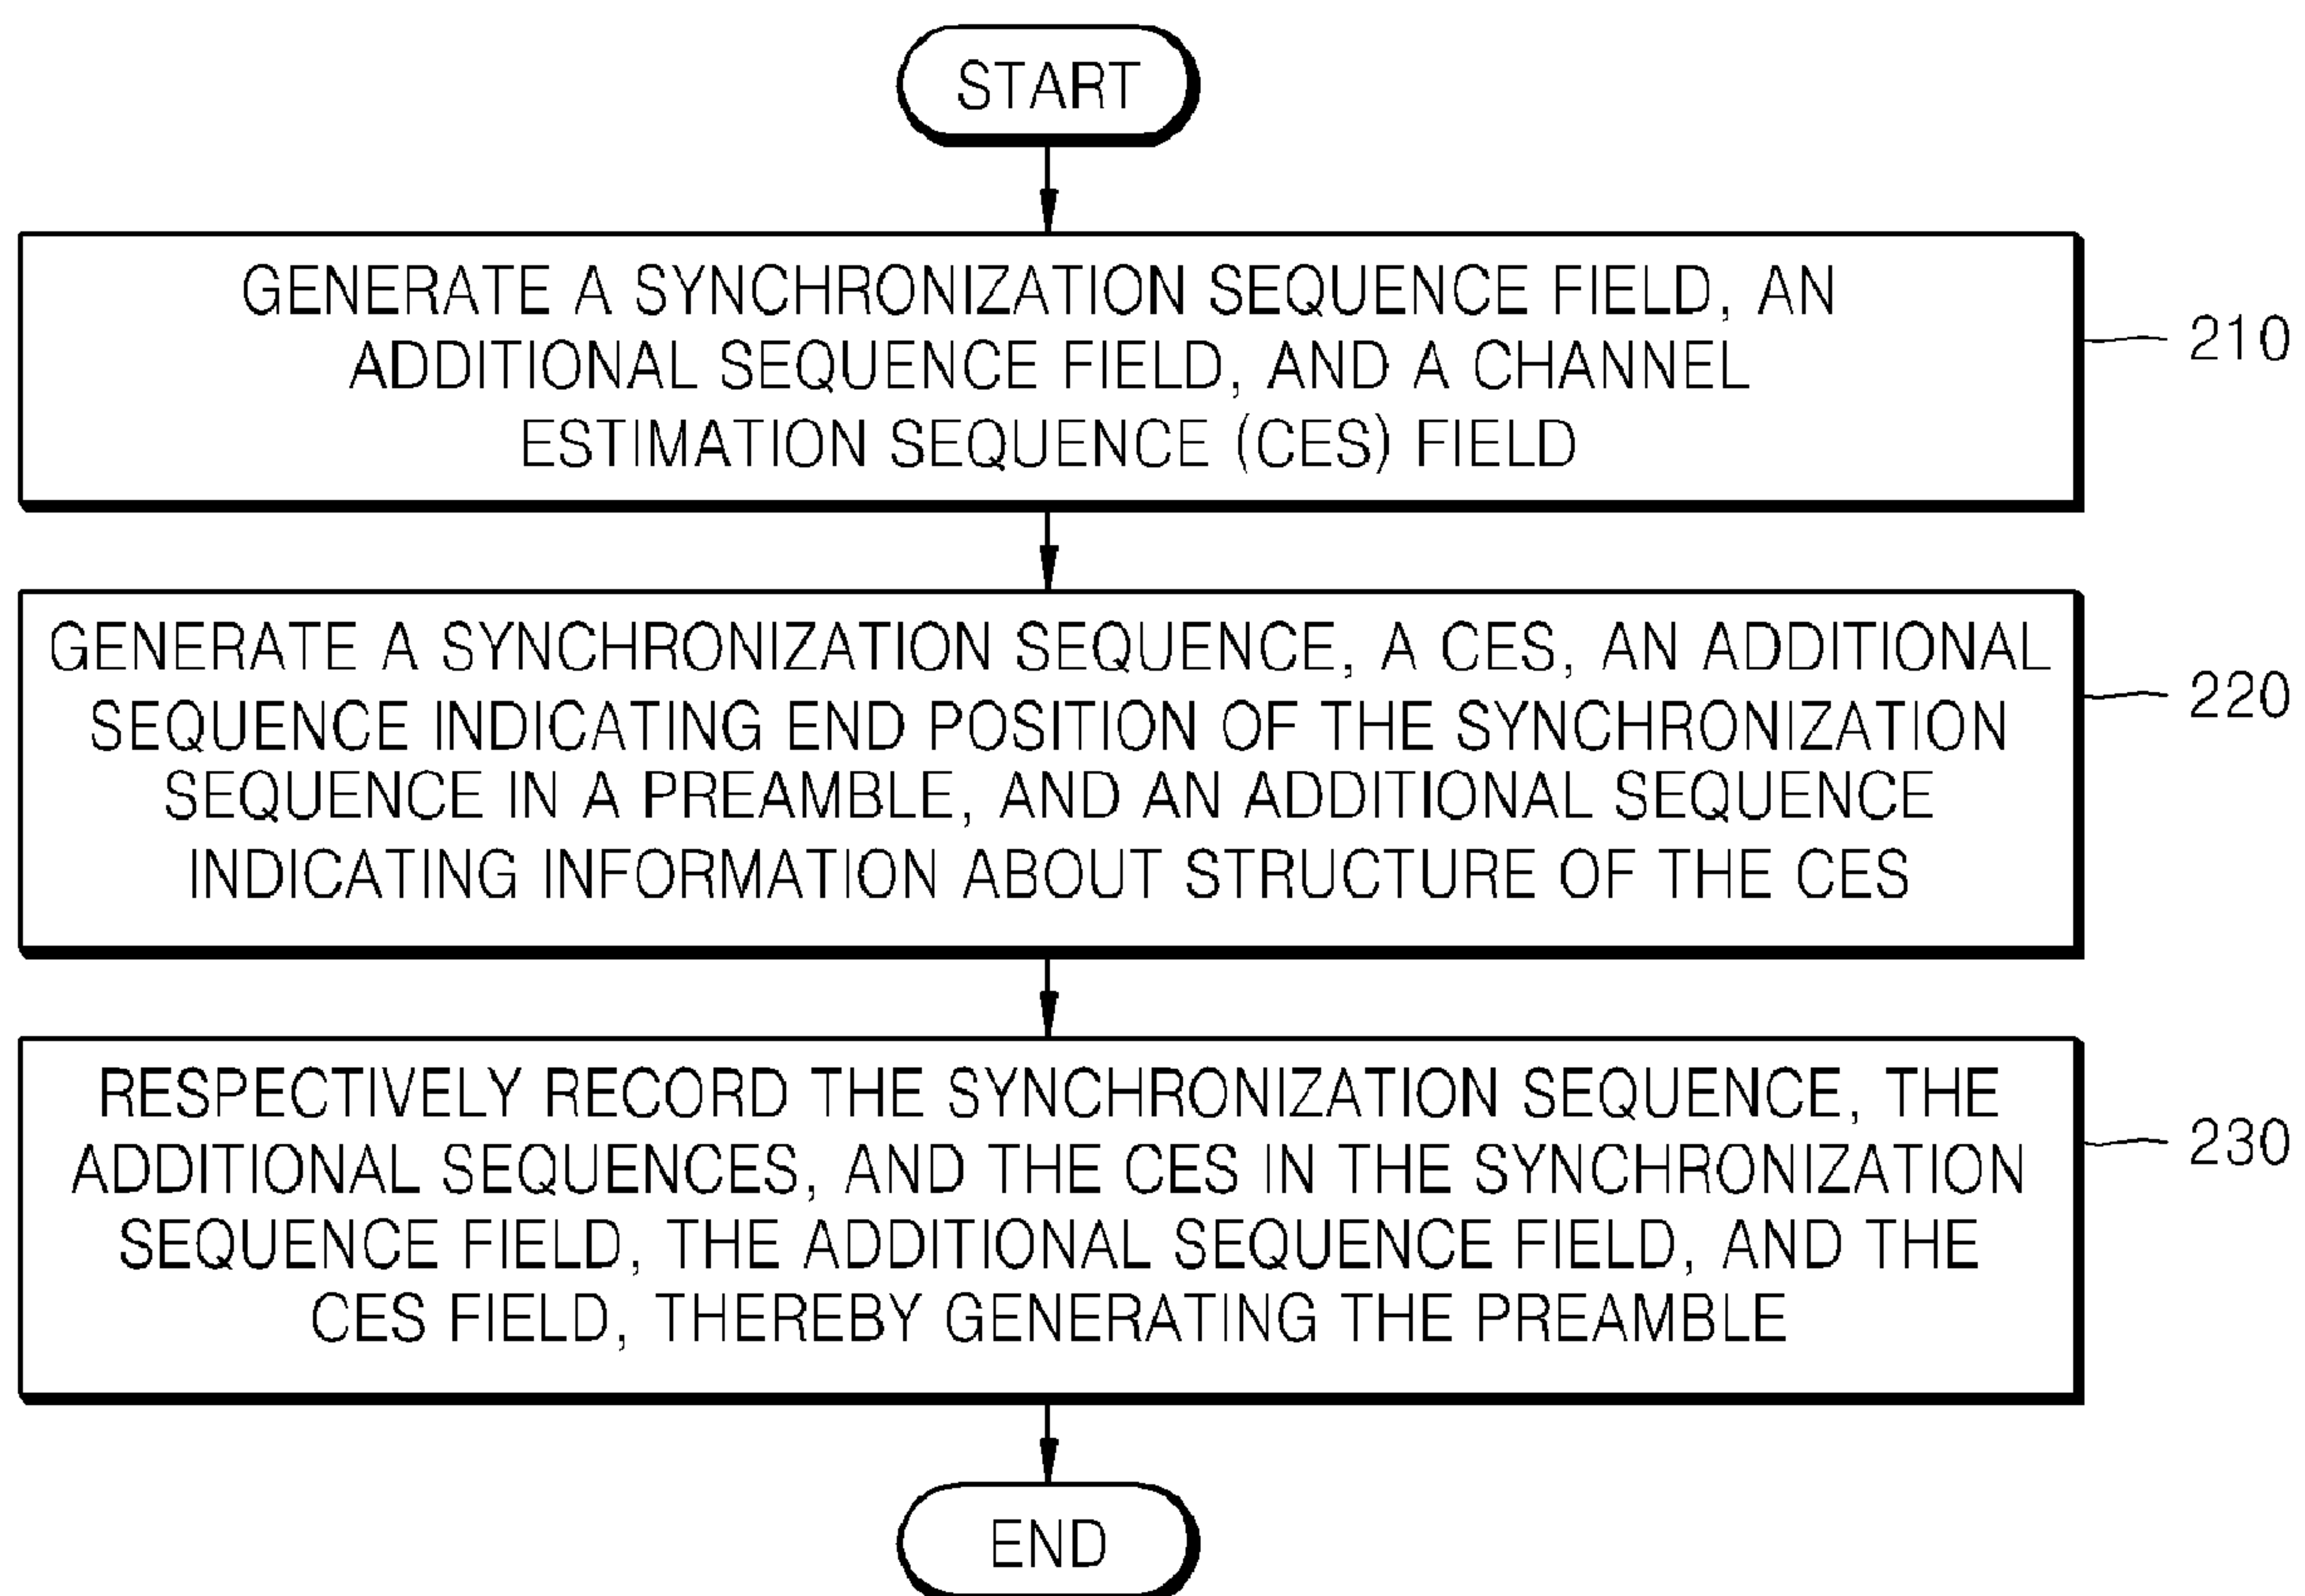 START
GENERATE A SYNCHRONIZATION SEQUENCE FIELD, AN
ADDITIONAL SEQUENCE FIELD, AND A CHANNEL
ESTIMATION SEQUENCE (CES) FIELD
210
GENERATE A SYNCHRONIZATION SEQUENCE, A CES, AN ADDITIONAL
SEQUENCE INDICATING END POSITION OF THE SYNCHRONIZATION
SEQUENCE IN A PREAMBLE, AND AN ADDITIONAL SEQUENCE
INDICATING INFORMATION ABOUT STRUCTURE OF THE CES
220
RESPECTIVELY RECORD THE SYNCHRONIZATION SEQUENCE, THE
ADDITIONAL SEQUENCES, AND THE CES IN THE SYNCHRONIZATION
SEQUENCE FIELD, THE ADDITIONAL SEQUENCE FIELD, AND THE
CES FIELD, THEREBY GENERATING THE PREAMBLE
230
END